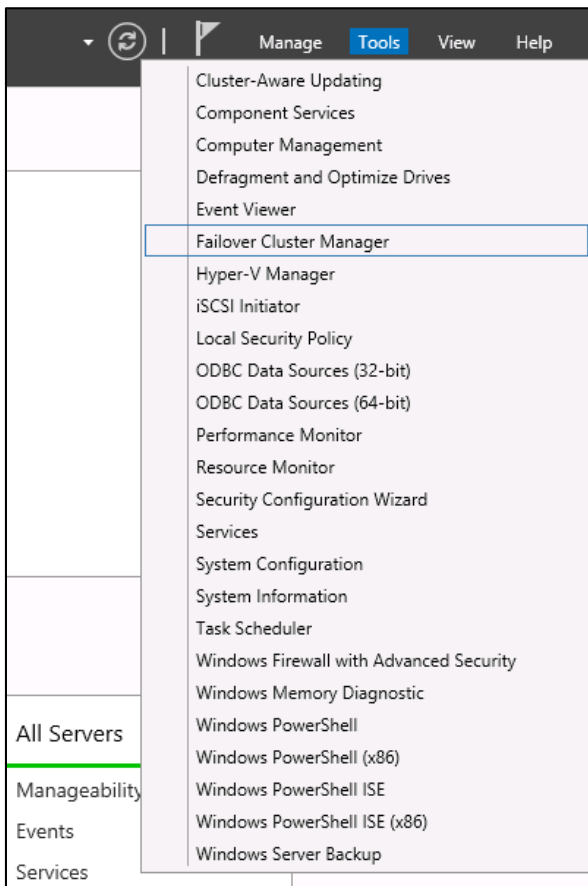 Manage Tools View Help
Cluster-Aware Updating
Component Services
Computer Management
Defragment and Optimize Drives
Event Viewer
Failover Cluster Manager
Hyper-V Manager
iSCSI Initiator
Local Security Policy
ODBC Data Sources (32-bit)
ODBC Data Sources (64-bit)
Performance Monitor
Resource Monitor
Security Configuration Wizard
Services
System Configuration
System Information
Task Scheduler
Windows Firewall with Advanced Security
Windows Memory Diagnostic
Windows PowerShell
Windows PowerShell (x86)
Windows PowerShell ISE
Windows PowerShell ISE (x86)
Windows Server Backup
All Servers
Manageability
Events
Services